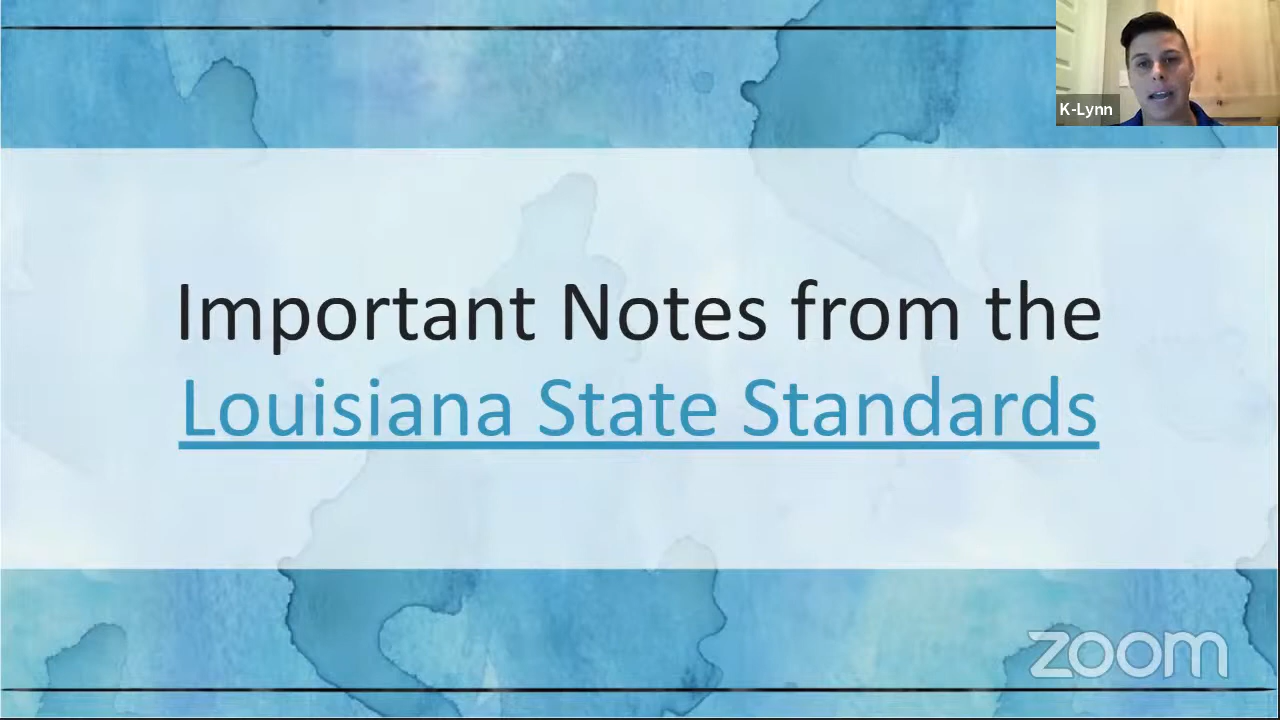 K-Lynn
Important Notes from the
Louisiana State Standards
zoom